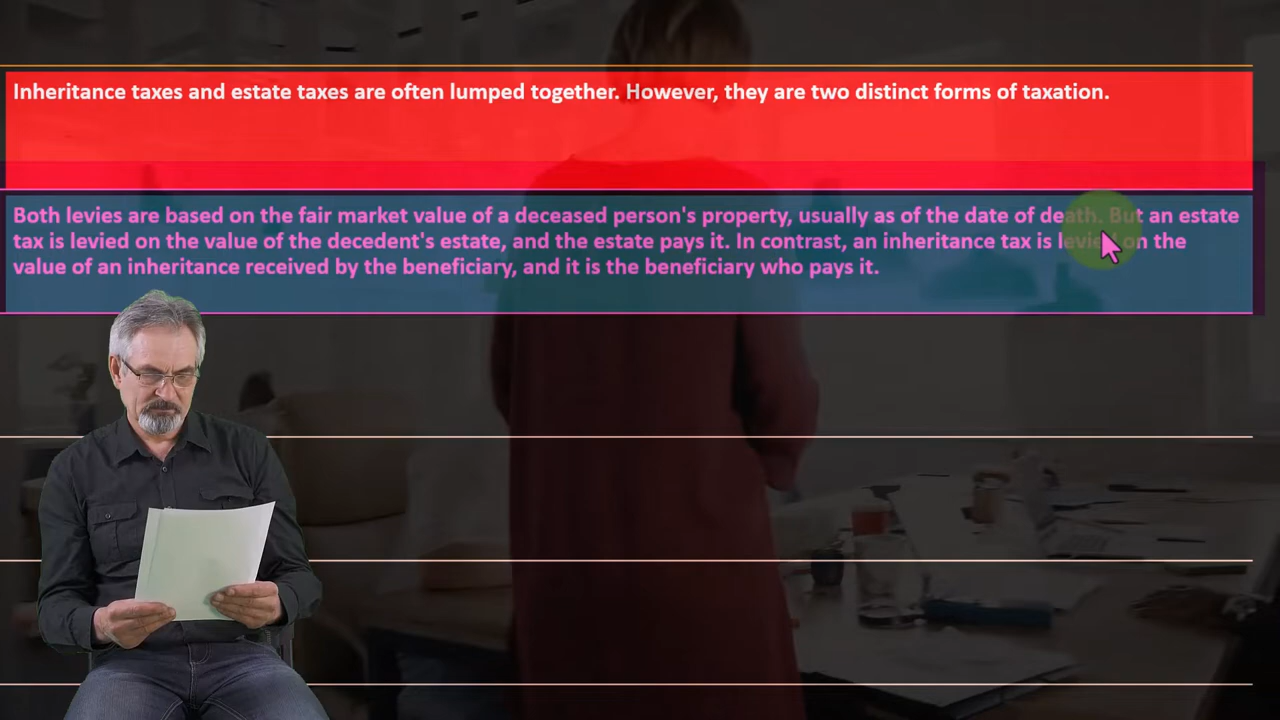 Inheritance taxes and estate taxes are often lumped together. However, they are two distinct forms of taxation.
Both levies are based on the fair market value of a deceased person's property, usually as of the date of death. But an estate
tax is levied on the value of the decedent's estate, and the estate pays it. In contrast, an inheritance tax is levied on the
value of an inheritance received by the beneficiary, and it is the beneficiary who pays it.